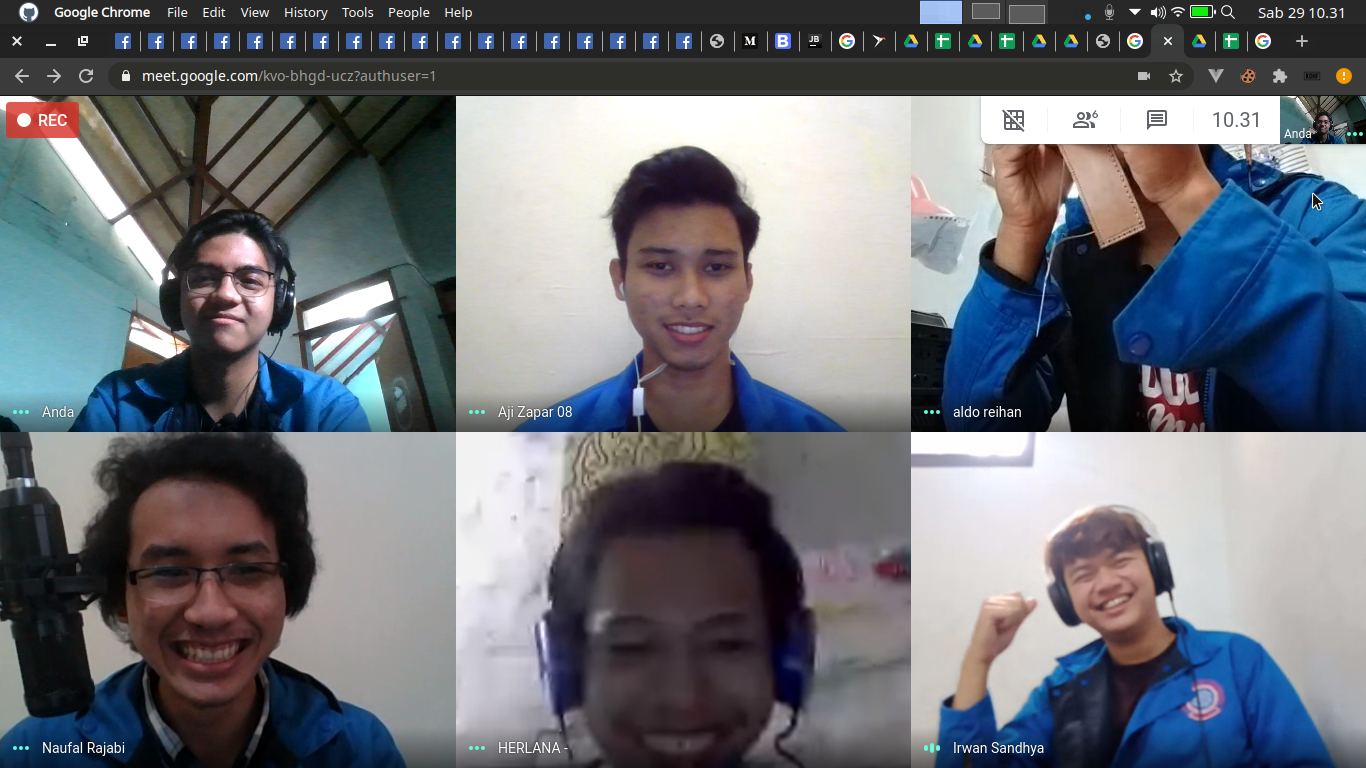 Google Chrome File Edit View History Tools People Help Sab 29 10.31
M B JB G G G
meet.google.com/kvo-bhgd-ucz?authuser=1
REC
6 10.31
Anda
Anda
Aji Zapar 08
aldo reihan
Naufal Rajabi
HERLANA -
Irwan Sandhya